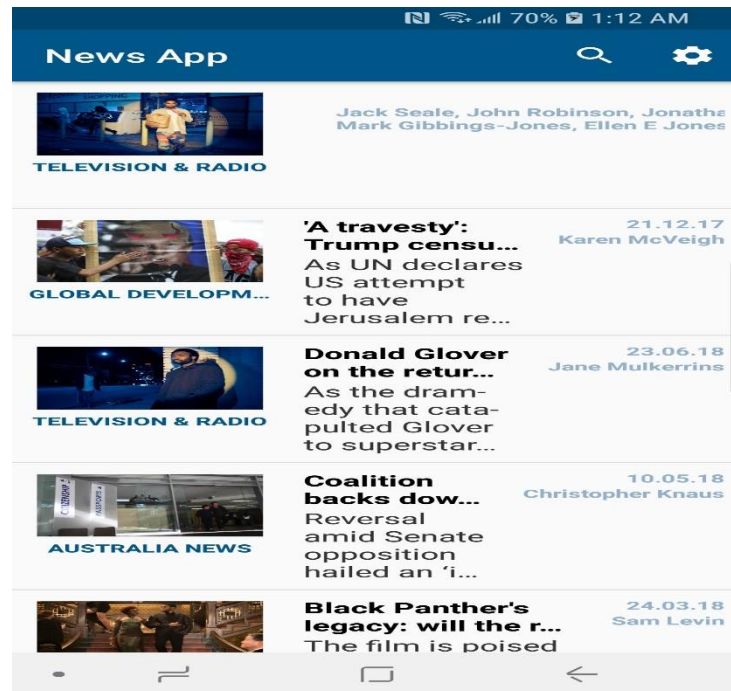 70% 1:12 AM
News App
Jack Seale, John Robinson, Jonatha
Mark Gibbings-Jones, Ellen E Jones
TELEVISION & RADIO
'A travesty':
Trump censu...
As UN declares
US attempt
to have
Jerusalem re...
21.12.17
Karen McVeigh
GLOBAL DEVELOPM...
Donald Glover
on the retur...
As the dram-
edy that cata-
pulted Glover
to superstar...
23.06.18
Jane Mulkerrins
TELEVISION & RADIO
CITIZENSHIP
PASSPORTS
Coalition
backs dow...
Reversal
amid Senate
opposition
hailed an ‘i...
10.05.18
Christopher Knaus
AUSTRALIA NEWS
Black Panther's
legacy: will the r...
The film is poised
24.03.18
Sam Levin